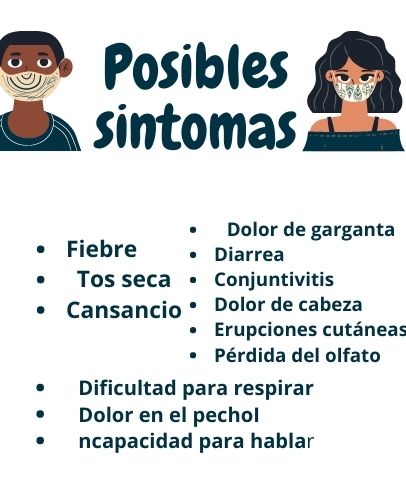 Posibles
sintomas
• Fiebre
• Tos seca
• Cansancio
• Dolor de garganta
• Diarrea
• Conjuntivitis
• Dolor de cabeza
• Erupciones cutáneas
• Pérdida del olfato
• Dificultad para respirar
• Dolor en el pechoI
• ncapacidad para hablar